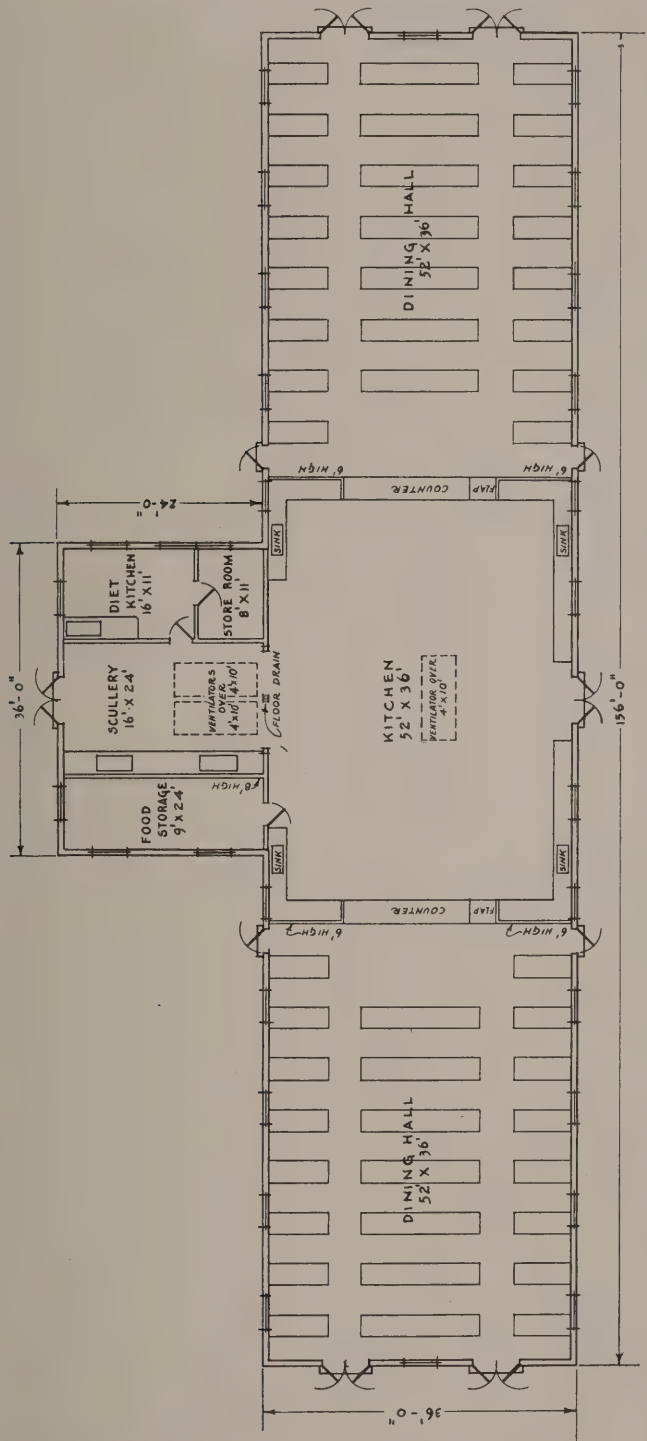 36'-0"
24'-0"
DIET
KITCHEN
16' X 11'
STORE ROOM
8' X 11'
SCULLERY
16' X 24'
VENTILATORS
OVER
4' X 10'
4' X 10'
FLOOR DRAIN
FOOD
STORAGE
9' X 24'
8' HIGH
DINING HALL
52' X 36'
6' HIGH
COUNTER
FLAP
6' HIGH
SINK
SINK
KITCHEN
52' X 36'
VENTILATOR OVER
4' X 10'
SINK
SINK
6' HIGH
COUNTER
FLAP
6' HIGH
DINING HALL
52' X 36'
36'-0"
156'-0"